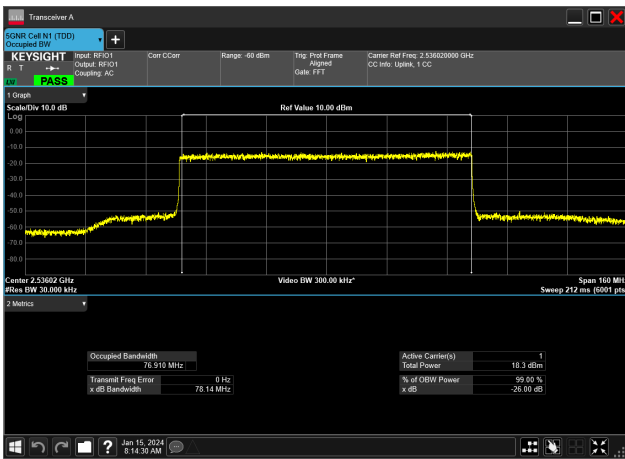 Transceiver A
5GNR Cell N1 (TDD)
Occupied BW
KEYSIGHT
R T
LNI
PASS
Input: RFIO1
Output: RFIO1
Coupling: AC
Corr CCorr
Range: -60 dBm
Trig: Prot Frame
Aligned
Gate: FFT
Carrier Ref Freq: 2.536020000 GHz
CC Info: Uplink, 1 CC
1 Graph
Scale/Div 10.0 dB
Ref Value 10.00 dBm
Log
0.00
-10.0
-20.0
-30.0
-40.0
-50.0
-60.0
-70.0
-80.0
Center 2.53602 GHz
Video BW 300.00 kHz*
Span 160 MHz
#Res BW 30.000 kHz
Sweep 212 ms (6001 pts
2 Metrics
Occupied Bandwidth
76.910 MHz
Transmit Freq Error 0 Hz
x dB Bandwidth 78.14 MHz
Active Carrier(s) 1
Total Power 18.3 dBm
% of OBW Power 99.00 %
x dB -26.00 dB
Jan 15, 2024
8:14:30 AM